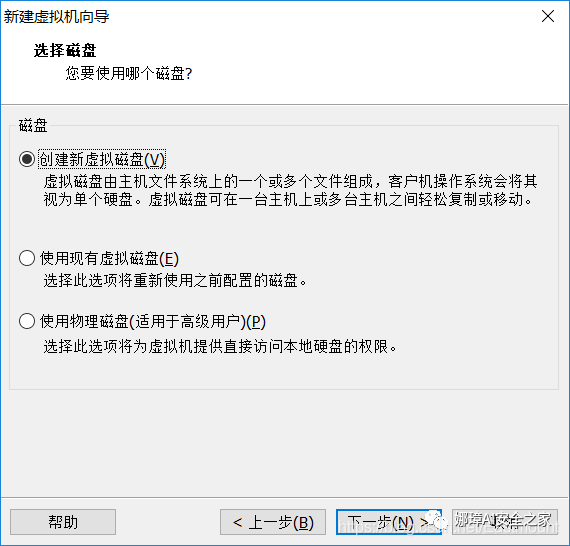 新建虚拟机向导
选择磁盘
您要使用哪个磁盘?
磁盘
创建新虚拟磁盘(V)
虚拟磁盘由主机文件系统上的一个或多个文件组成，客户机操作系统会将其
视为单个硬盘。虚拟磁盘可在一台主机上或多台主机之间轻松复制或移动。
使用现有虚拟磁盘(E)
选择此选项将重新使用之前配置的磁盘。
使用物理磁盘(适用于高级用户)(P)
选择此选项将为虚拟机提供直接访问本地硬盘的权限。
帮助
< 上一步(B)
下一步(N) >
娜璋AI安全之家